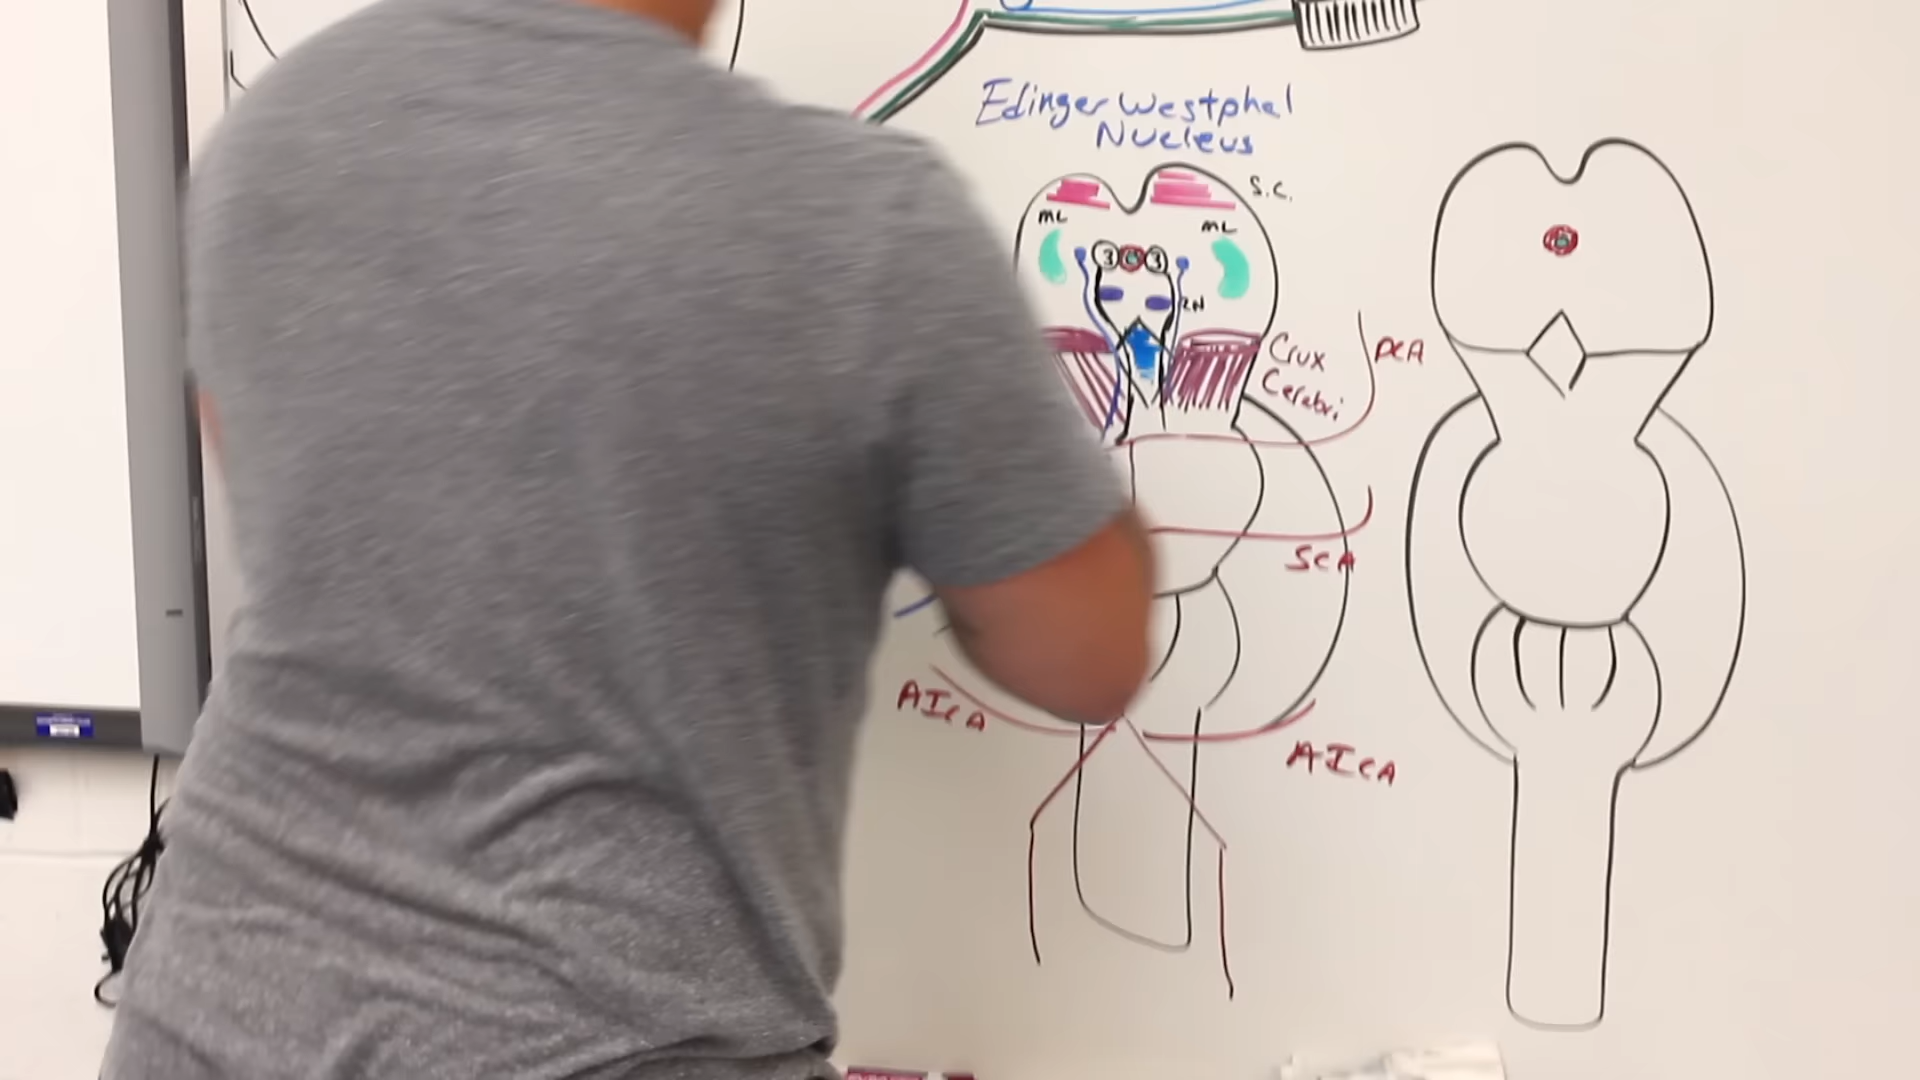 Edinger Westphal
Nucleus
S.C.
ML
ML
3
3
RN
Crux
Cerebri
PCA
SCA
AICA
AICA